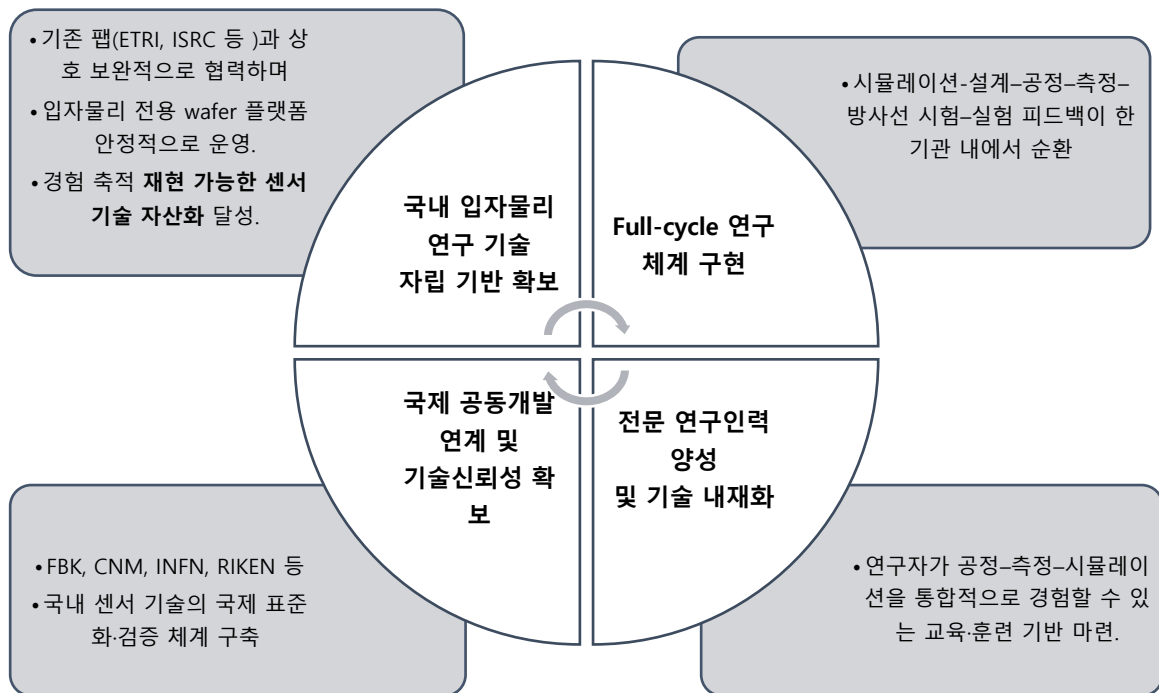 • 기존 팹(ETRI, ISRC 등 )과 상
호 보완적으로 협력하며
• 입자물리 전용 wafer 플랫폼
안정적으로 운영.
• 경험 축적 재현 가능한 센서
기술 자산화 달성.
• 시뮬레이션-설계–공정–측정–
방사선 시험–실험 피드백이 한
기관 내에서 순환
국내 입자물리
연구 기술
자립 기반 확보
Full-cycle 연구
체계 구현
국제 공동개발
연계 및
기술신뢰성 확
보
전문 연구인력
양성
및 기술 내재화
• FBK, CNM, INFN, RIKEN 등
• 국내 센서 기술의 국제 표준
화·검증 체계 구축
• 연구자가 공정–측정–시뮬레이
션을 통합적으로 경험할 수 있
는 교육·훈련 기반 마련.